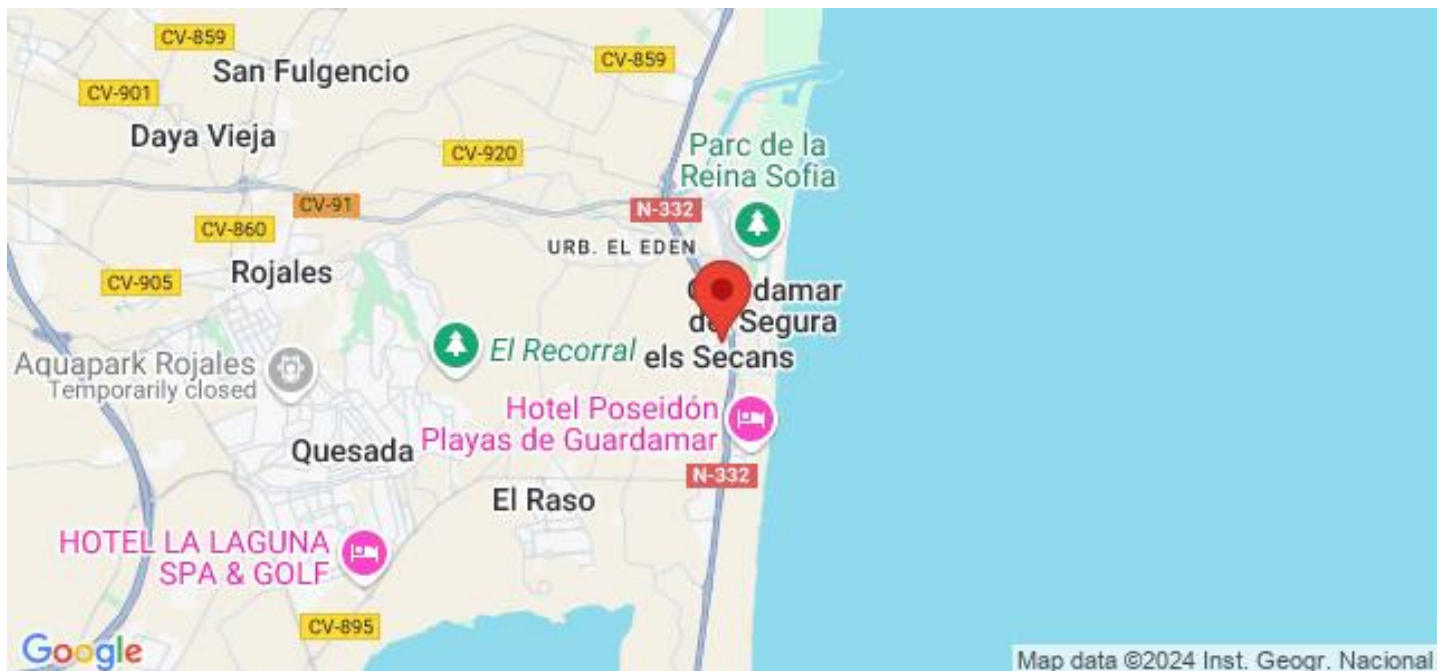 CV-859
San Fulgencio
CV-859
CV-901
Daya Vieja
Parc de la
Reina Sofia
CV-920
CV-91
N-332
CV-860
URB. EL EDEN
Rojales
CV-905
damar
Segura
El Recorral
els Secans
Aquapark Rojales
Temporarily closed
Hotel Poseidón
Playas de Guardamar
Quesada
N-332
El Raso
HOTEL LA LAGUNA
SPA & GOLF
CV-895
Google
Map data ©2024 Inst. Geogr. Nacional